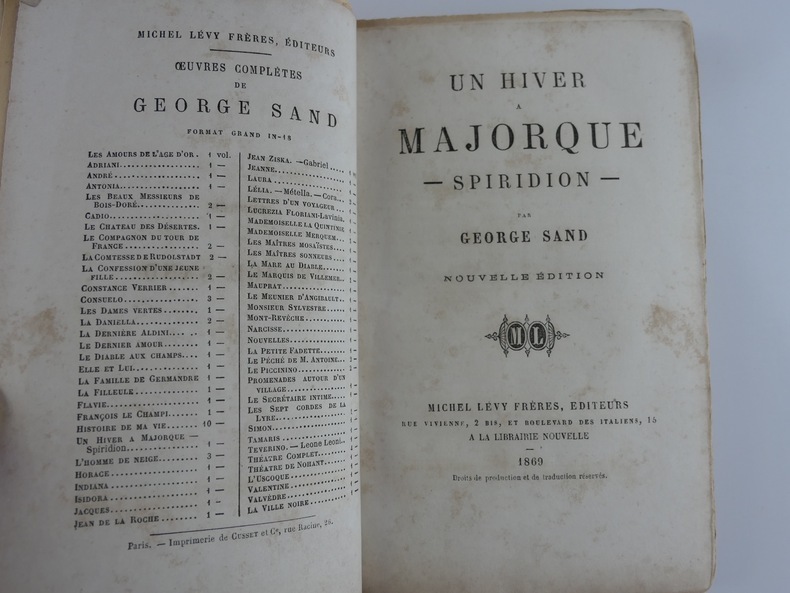 MICHEL LÉVY FRÈRES, ÉDITEURS
ŒUVRES COMPLÈTES
DE
GEORGE SAND
FORMAT GRAND IN-18
LES AMOURS DE L'AGE D'OR. 1 vol.
ADRIANI.................... 1 —
ANDRÉ.................... 1 —
ANTONIA.................... 1 —
LES BEAUX MESSIEURS DE
BOIS-DORÉ.............. 2 —
CADIO.................... 1 —
LE CHATEAU DES DÉSERTES. 1 —
LE COMPAGNON DU TOUR DE
FRANCE.................. 2 —
LA COMTESSE DE RUDOLSTADT 2 —
LA CONFESSION D'UNE JEUNE
FILLE.................... 2 —
CONSTANCE VERRIER....... 1 —
CONSUELO.................. 3 —
LES DAMES VERTES......... 1 —
LA DANIELLA.............. 2 —
LA DERNIÈRE ALDINI....... 1 —
LE DERNIER AMOUR........ 1 —
LE DIABLE AUX CHAMPS.... 1 —
ELLE ET LUI.............. 1 —
LA FAMILLE DE GERMANDRE 1 —
LA FILLEULE.............. 1 —
FLAVIE.................... 1 —
FRANÇOIS LE CHAMPI....... 1 —
HISTOIRE DE MA VIE....... 10 —
UN HIVER A MAJORQUE —
Spiridion.................. 1 —
L'HOMME DE NEIGE......... 3 —
HORACE.................... 1 —
INDIANA.................. 1 —
ISIDORA.................. 1 —
JACQUES.................. 1 —
JEAN DE LA ROCHE........ 1 —
JEAN ZISKA. — Gabriel.....
JEANNE....................
LAURA....................
LÉLIA. — Métella. — Cora...
LETTRES D'UN VOYAGEUR...
LUCREZIA FLORIANI-Lavinia.
MADEMOISELLE LA QUINTINIE
MADEMOISELLE MERQUEM...
LES MAÎTRES MOSAÏSTES....
LES MAÎTRES SONNEURS....
LA MARE AU DIABLE........
LE MARQUIS DE VILLEMER..
MAUPRAT..................
LE MEUNIER D'ANGIBAULT..
MONSIEUR SYLVESTRE......
MONT-REVÊCHE............
NARCISSE..................
NOUVELLES................
LA PETITE FADETTE........
LE PÉCHÉ DE M. ANTOINE...
LE PICCININO..............
PROMENADES AUTOUR D'UN
VILLAGE..................
LE SECRÉTAIRE INTIME.....
LES SEPT CORDES DE LA
LYRE....................
SIMON....................
TAMARIS..................
TEVERINO. — Leone Leoni...
THÉATRE COMPLET..........
THÉATRE DE NOHANT........
L'USCOQUE................
VALENTINE................
VALVÈDRE................
LA VILLE NOIRE............
Paris. — Imprimerie de CUSSET et Cᵉ, rue Racine, 26.
UN HIVER
A
MAJORQUE
— SPIRIDION —
PAR
GEORGE SAND
NOUVELLE ÉDITION
ML
MICHEL LÉVY FRÈRES, EDITEURS
RUE VIVIENNE, 2 BIS, ET BOULEVARD DES ITALIENS, 15
A LA LIBRAIRIE NOUVELLE
—
1869
Droits de production et de traduction réservés.